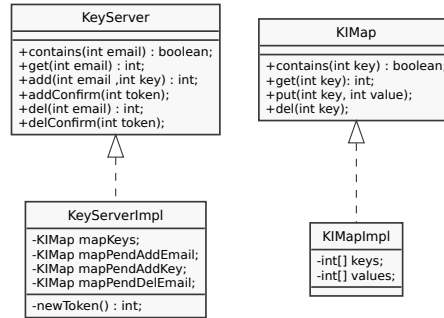 KeyServer
+contains(int email) : boolean;
+get(int email) : int;
+add(int email ,int key) : int;
+addConfirm(int token);
+del(int email) : int;
+delConfirm(int token);
KIMap
+contains(int key) : boolean;
+get(int key): int;
+put(int key, int value);
+del(int key);
KeyServerImpl
-KIMap mapKeys;
-KIMap mapPendAddEmail;
-KIMap mapPendAddKey;
-KIMap mapPendDelEmail;
-newToken() : int;
KIMapImpl
-int[] keys;
-int[] values;